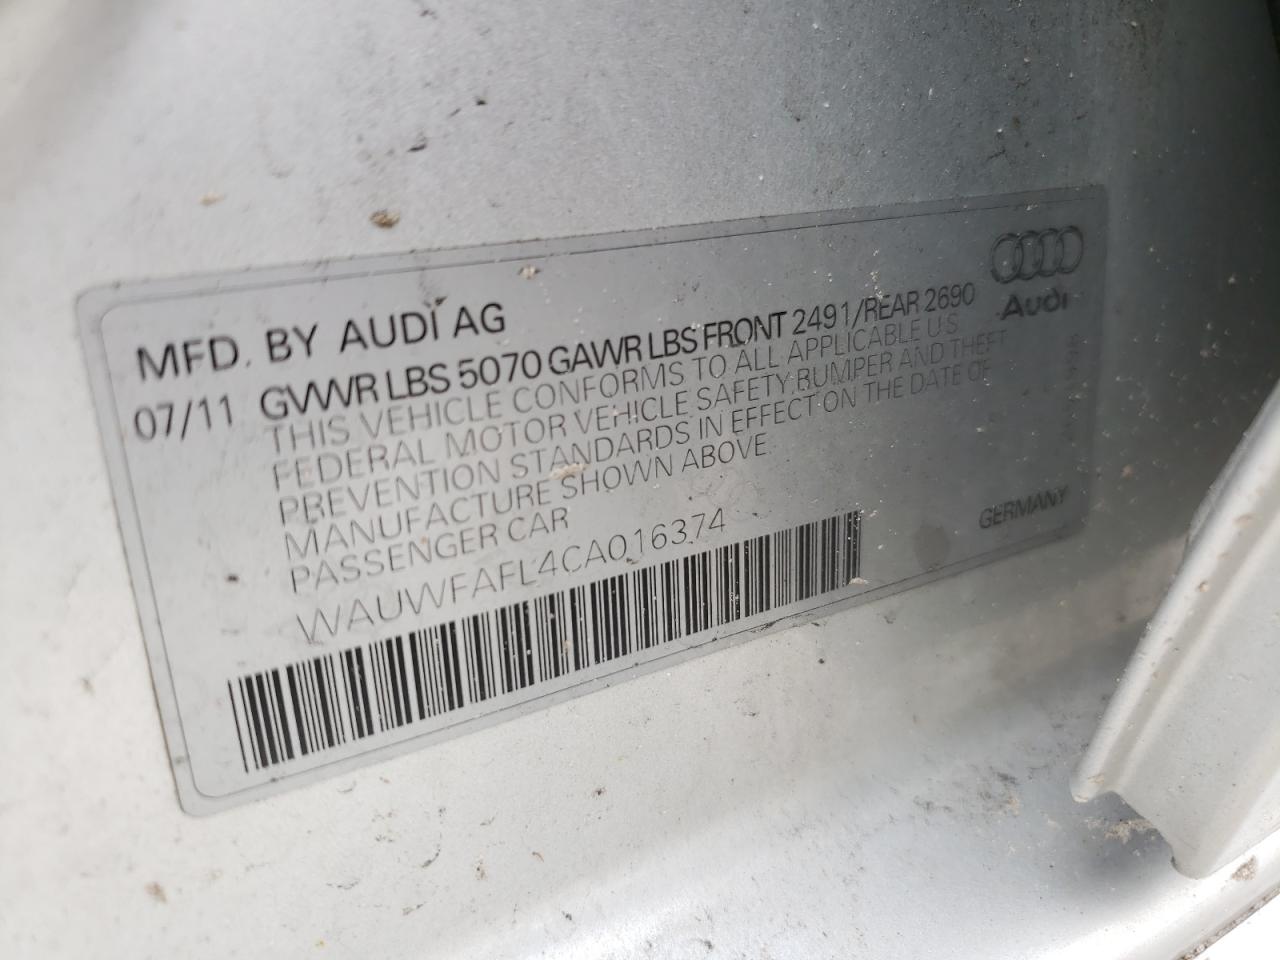 MFD. BY AUDI AG
Audi
07/11 GVWR LBS 5070 GAWR LBS FRONT 2491/REAR 2690
THIS VEHICLE CONFORMS TO ALL APPLICABLE U S
FEDERAL MOTOR VEHICLE SAFETY BUMPER AND THEFT
PREVENTION STANDARDS IN EFFECT ON THE DATE OF
MANUFACTURE SHOWN ABOVE.
PASSENGER CAR
WAUWFAFL4CA016374
GERMANY